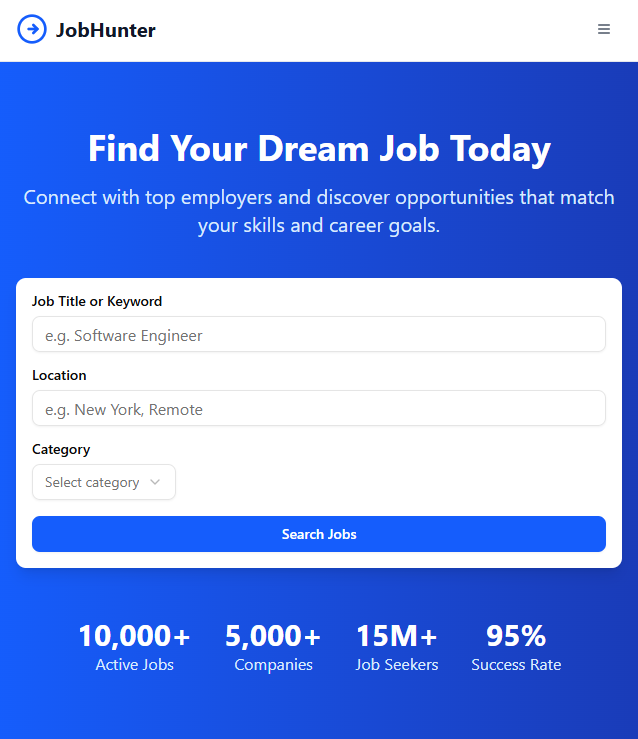 JobHunter
Find Your Dream Job Today
Connect with top employers and discover opportunities that match
your skills and career goals.
Job Title or Keyword
e.g. Software Engineer
Location
e.g. New York, Remote
Category
Select category
Search Jobs
10,000+ 5,000+ 15M+ 95%
Active Jobs Companies Job Seekers Success Rate